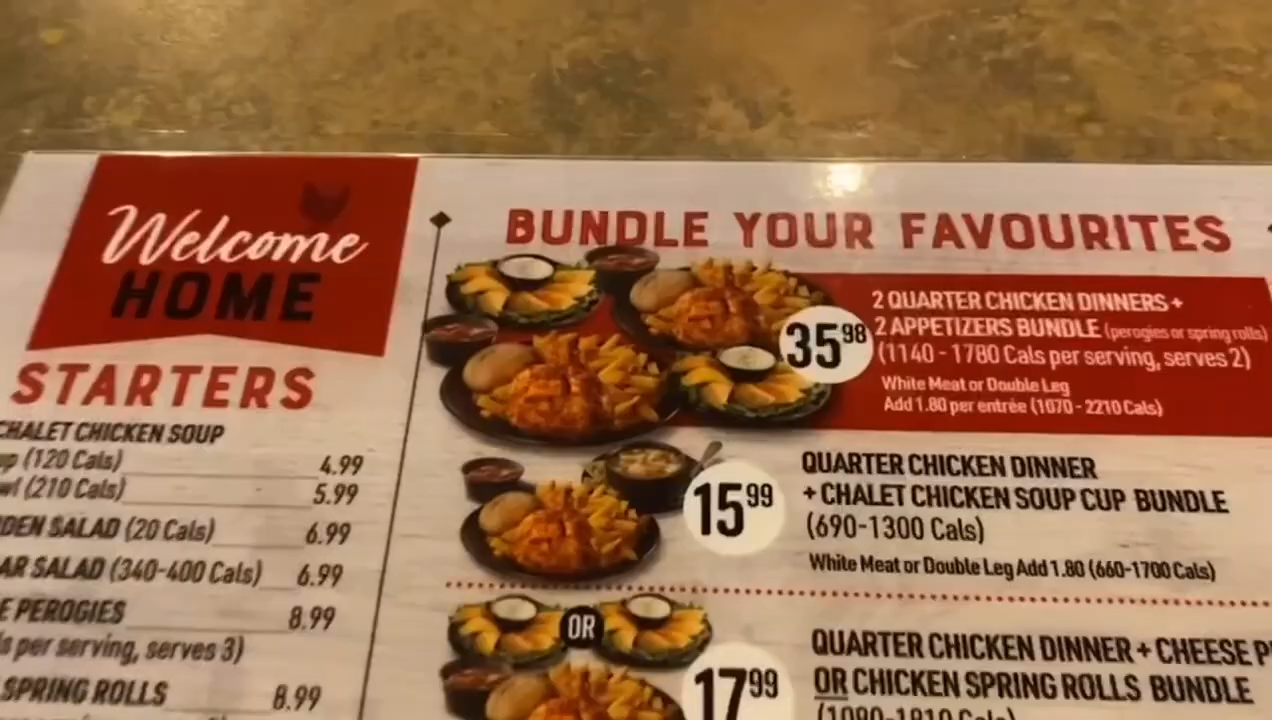 Welcome
HOME
STARTERS
CHALET CHICKEN SOUP
(120 Cals) 4.99
(210 Cals) 5.99
SALAD (20 Cals) 6.99
SALAD (340-400 Cals) 6.99
PEROGIES 8.99
per serving, serves 3)
SPRING ROLLS 8.99
BUNDLE YOUR FAVOURITES
35 98
2 QUARTER CHICKEN DINNERS +
2 APPETIZERS BUNDLE (perogies or spring rolls)
(1140 - 1780 Cals per serving, serves 2)
White Meat or Double Leg
Add 1.80 per entrée (1070 - 2210 Cals)
15 99
QUARTER CHICKEN DINNER
+ CHALET CHICKEN SOUP CUP BUNDLE
(690-1300 Cals)
White Meat or Double Leg Add 1.80 (660-1700 Cals)
OR
17 99
QUARTER CHICKEN DINNER + CHEESE
OR CHICKEN SPRING ROLLS BUNDLE